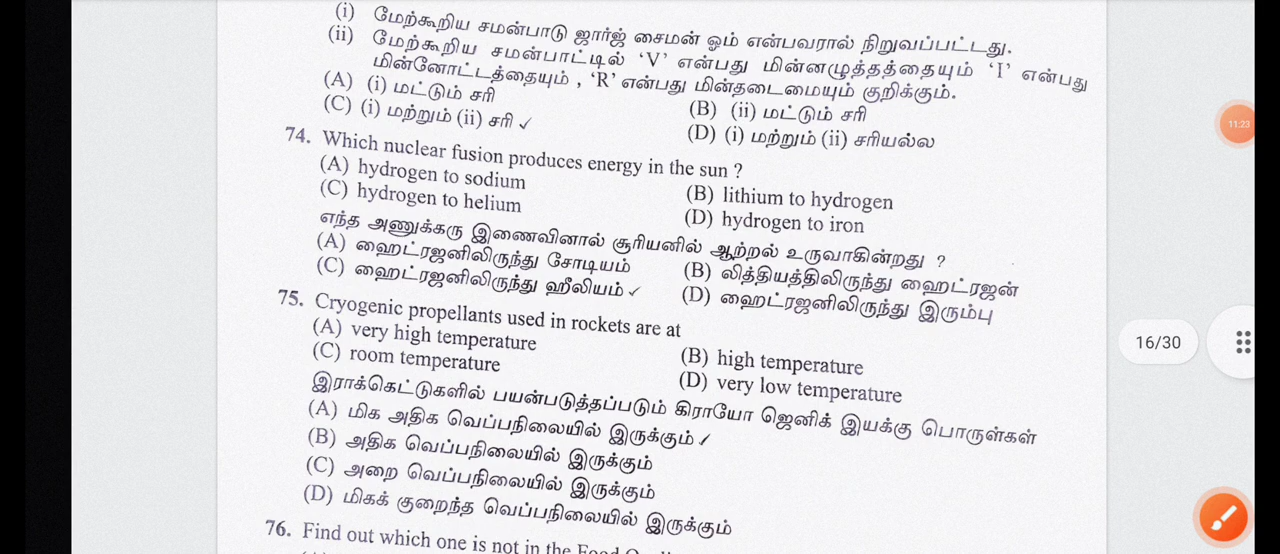 (i) மேற்கூறிய சமன்பாடு ஜார்ஜ் சைமன் ஓம் என்பவரால் நிறுவப்பட்டது.
(ii) மேற்கூறிய சமன்பாட்டில் ‘V’ என்பது மின்னழுத்தத்தையும் ‘I’ என்பது
மின்னோட்டத்தையும் , ‘R’ என்பது மின்தடைமையும் குறிக்கும்.
(A) (i) மட்டும் சரி (B) (ii) மட்டும் சரி
(C) (i) மற்றும் (ii) சரி ✓ (D) (i) மற்றும் (ii) சரியல்ல
74. Which nuclear fusion produces energy in the sun ?
(A) hydrogen to sodium (B) lithium to hydrogen
(C) hydrogen to helium (D) hydrogen to iron
எந்த அணுக்கரு இணைவினால் சூரியனில் ஆற்றல் உருவாகின்றது ?
(A) ஹைட்ரஜனிலிருந்து சோடியம் (B) லித்தியத்திலிருந்து ஹைட்ரஜன்
(C) ஹைட்ரஜனிலிருந்து ஹீலியம் ✓ (D) ஹைட்ரஜனிலிருந்து இரும்பு
75. Cryogenic propellants used in rockets are at
(A) very high temperature (B) high temperature
(C) room temperature (D) very low temperature
இராக்கெட்டுகளில் பயன்படுத்தப்படும் கிராயோ ஜெனிக் இயக்கு பொருள்கள்
(A) மிக அதிக வெப்பநிலையில் இருக்கும் ✓
(B) அதிக வெப்பநிலையில் இருக்கும்
(C) அறை வெப்பநிலையில் இருக்கும்
(D) மிகக் குறைந்த வெப்பநிலையில் இருக்கும்
76. Find out which one is not in the Food
11:23
16/30